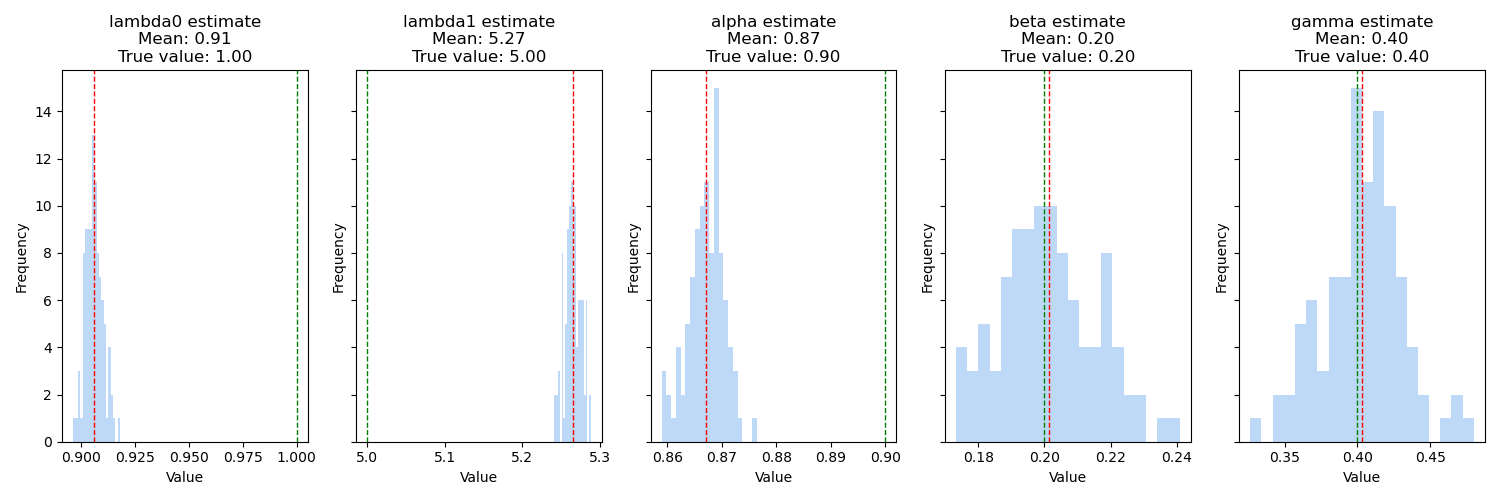 lambda0 estimate
Mean: 0.91
True value: 1.00
lambda1 estimate
Mean: 5.27
True value: 5.00
alpha estimate
Mean: 0.87
True value: 0.90
beta estimate
Mean: 0.20
True value: 0.20
gamma estimate
Mean: 0.40
True value: 0.40
Frequency
14
12
10
8
6
4
2
0
0.900 0.925 0.950 0.975 1.000
Value
Frequency
5.0 5.1 5.2 5.3
Value
Frequency
0.86 0.87 0.88 0.89 0.90
Value
Frequency
0.18 0.20 0.22 0.24
Value
Frequency
0.35 0.40 0.45
Value